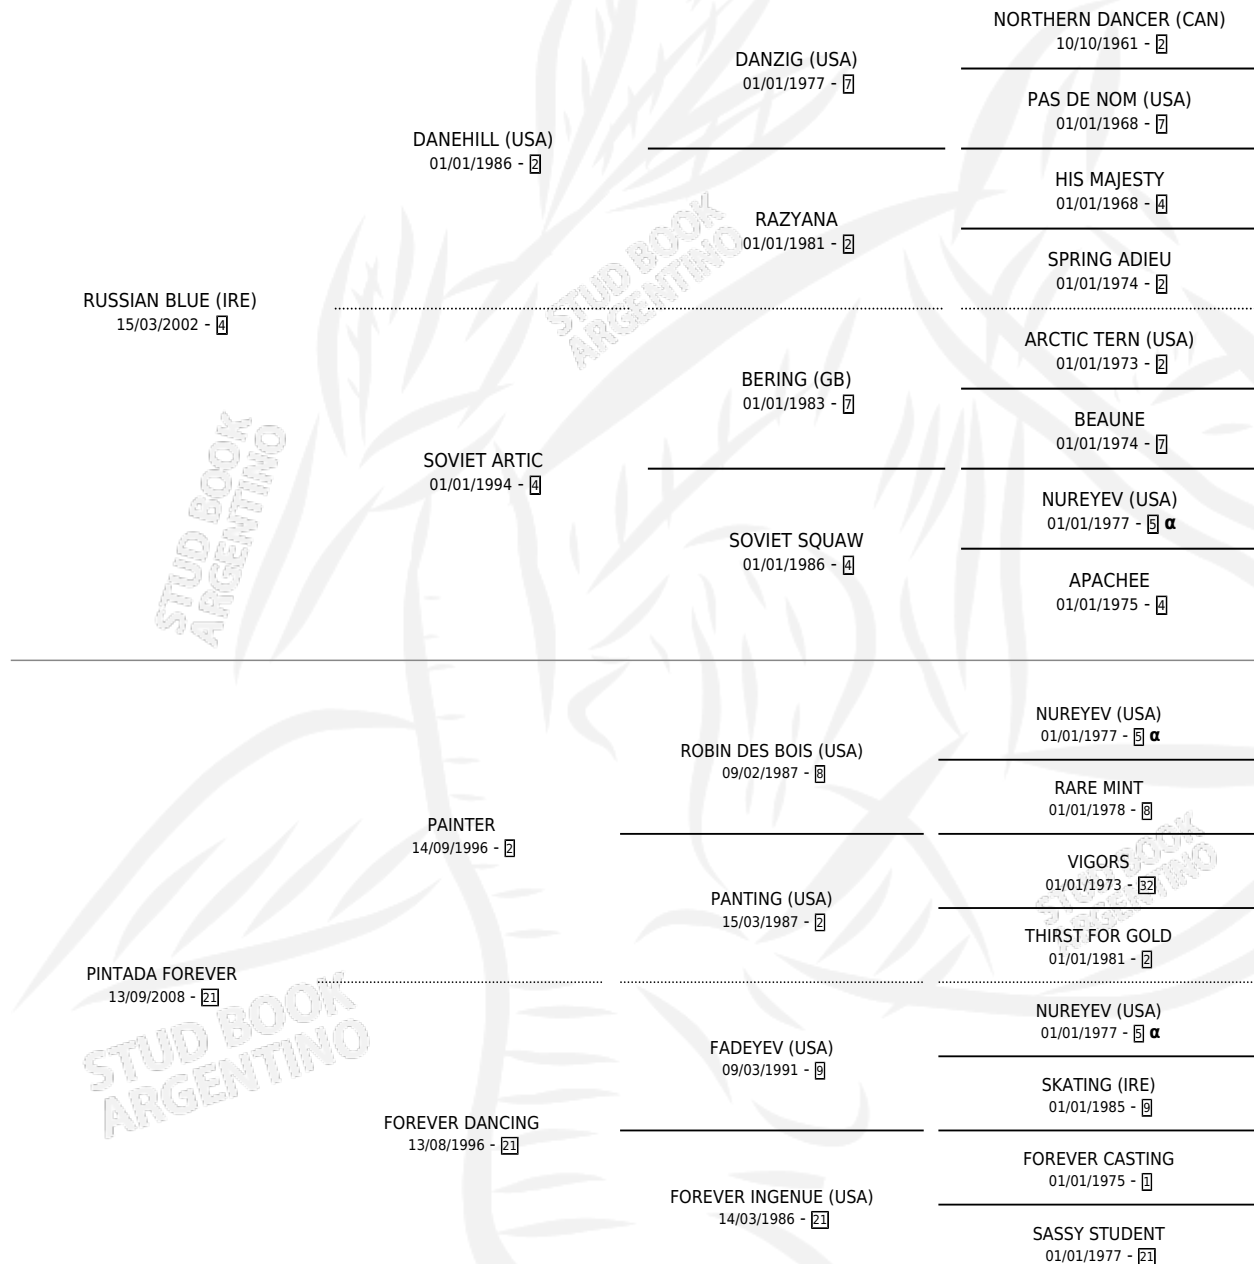 NORTHERN DANCER (CAN)
10/10/1961 - 2
DANZIG (USA)
01/01/1977 - 7
PAS DE NOM (USA)
01/01/1968 - 7
DANEHILL (USA)
01/01/1986 - 2
HIS MAJESTY
01/01/1968 - 4
RAZYANA
01/01/1981 - 2
SPRING ADIEU
01/01/1974 - 2
RUSSIAN BLUE (IRE)
15/03/2002 - 4
ARCTIC TERN (USA)
01/01/1973 - 2
BERING (GB)
01/01/1983 - 7
BEAUNE
01/01/1974 - 7
SOVIET ARTIC
01/01/1994 - 4
NUREYEV (USA)
01/01/1977 - 5 α
SOVIET SQUAW
01/01/1986 - 4
APACHEE
01/01/1975 - 4
NUREYEV (USA)
01/01/1977 - 5 α
ROBIN DES BOIS (USA)
09/02/1987 - 8
RARE MINT
01/01/1978 - 8
PAINTER
14/09/1996 - 2
VIGORS
01/01/1973 - 32
PANTING (USA)
15/03/1987 - 2
THIRST FOR GOLD
01/01/1981 - 2
PINTADA FOREVER
13/09/2008 - 21
NUREYEV (USA)
01/01/1977 - 5 α
FADEYEV (USA)
09/03/1991 - 9
SKATING (IRE)
01/01/1985 - 9
FOREVER DANCING
13/08/1996 - 21
FOREVER CASTING
01/01/1975 - 1
FOREVER INGENUE (USA)
14/03/1986 - 21
SASSY STUDENT
01/01/1977 - 21
STUD BOOK
ARGENTINO
STUD BOOK
ARGENTINO
STUD BOOK
ARGENTINO
STUD BOOK
ARGENTINO